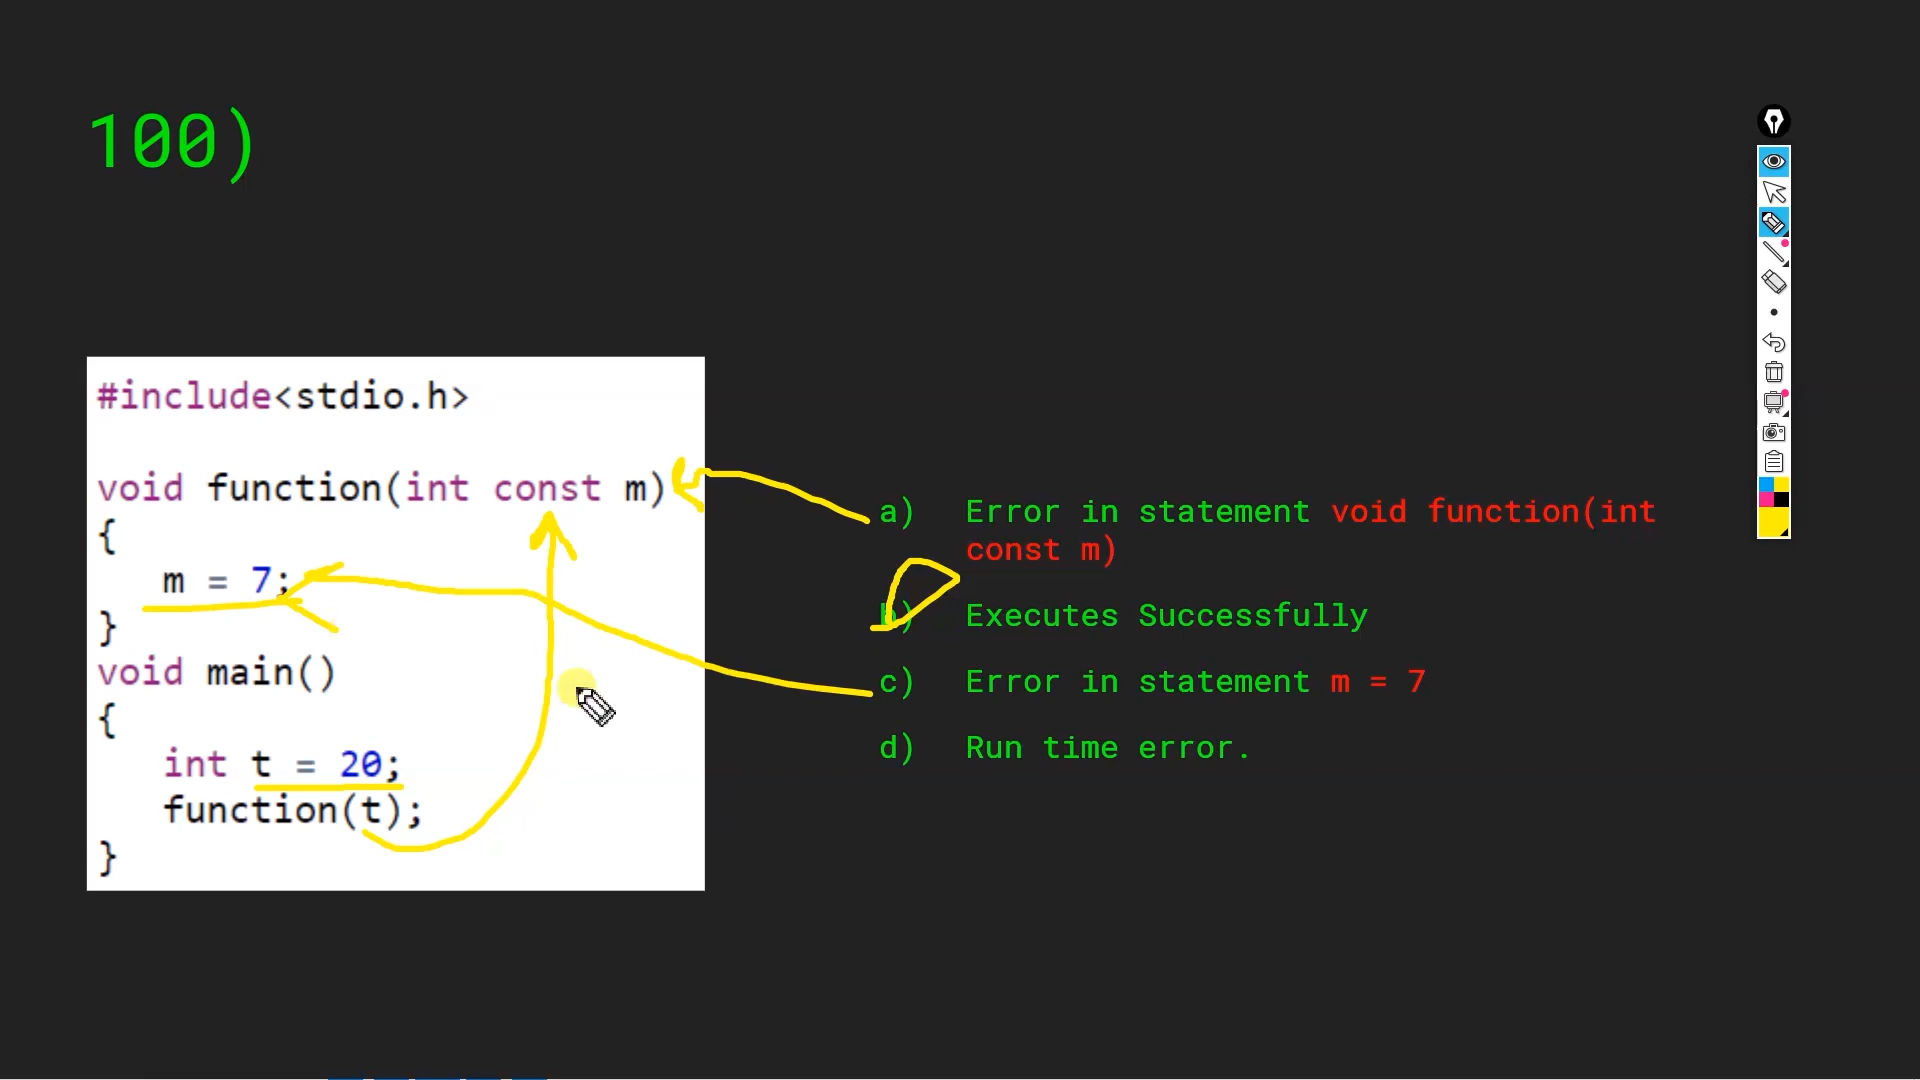 100)
#include<stdio.h>
void function(int const m)
{
m = 7;
}
void main()
{
int t = 20;
function(t);
}
a) Error in statement void function(int
const m)
b) Executes Successfully
c) Error in statement m = 7
d) Run time error.